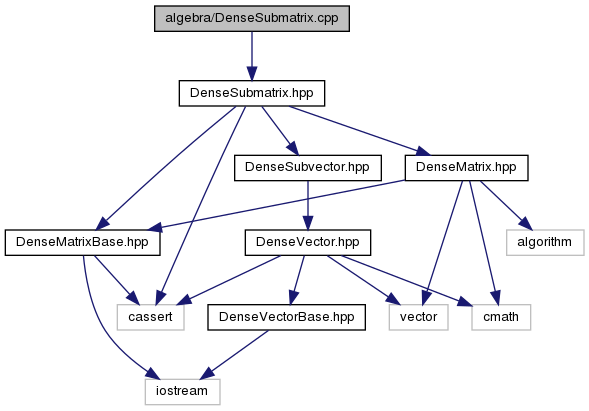 algebra/DenseSubmatrix.cpp
DenseSubmatrix.hpp
DenseSubvector.hpp
DenseMatrix.hpp
DenseMatrixBase.hpp
DenseVector.hpp
algorithm
cassert
DenseVectorBase.hpp
vector
cmath
iostream